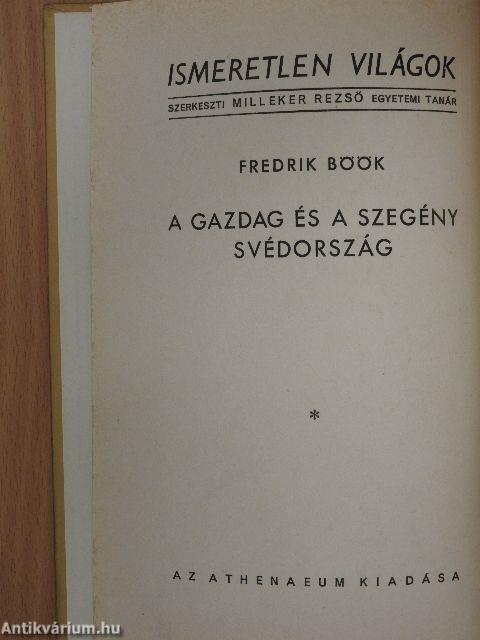 ISMERETLEN VILÁGOK
SZERKESZTI MILLEKER REZSŐ EGYETEMI TANÁR
FREDRIK BÖÖK
A GAZDAG ÉS A SZEGÉNY
SVÉDORSZÁG
*
AZ ATHENAEUM KIADÁSA
Antikvárium.hu